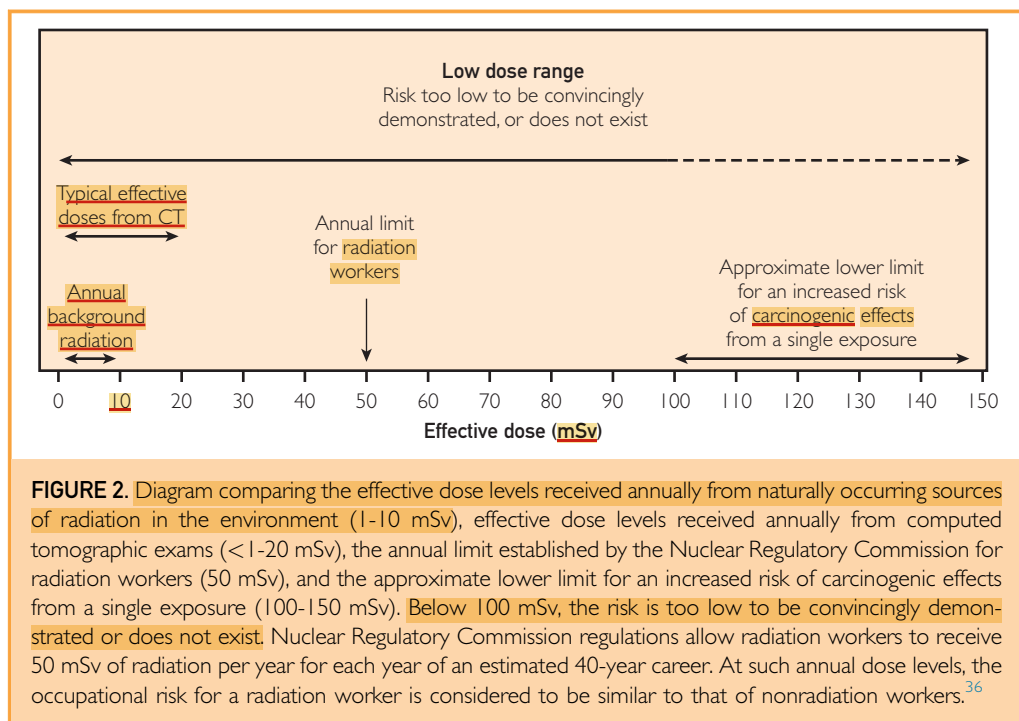 Low dose range
Risk too low to be convincingly
demonstrated, or does not exist
Typical effective
doses from CT
Annual limit
for radiation
workers
Approximate lower limit
for an increased risk
of carcinogenic effects
from a single exposure
Annual
background
radiation
0 10 20 30 40 50 60 70 80 90 100 110 120 130 140 150
Effective dose (mSv)
FIGURE 2. Diagram comparing the effective dose levels received annually from naturally occurring sources
of radiation in the environment (1-10 mSv), effective dose levels received annually from computed
tomographic exams (<1-20 mSv), the annual limit established by the Nuclear Regulatory Commission for
radiation workers (50 mSv), and the approximate lower limit for an increased risk of carcinogenic effects
from a single exposure (100-150 mSv). Below 100 mSv, the risk is too low to be convincingly demon-
strated or does not exist. Nuclear Regulatory Commission regulations allow radiation workers to receive
50 mSv of radiation per year for each year of an estimated 40-year career. At such annual dose levels, the
occupational risk for a radiation worker is considered to be similar to that of nonradiation workers.36